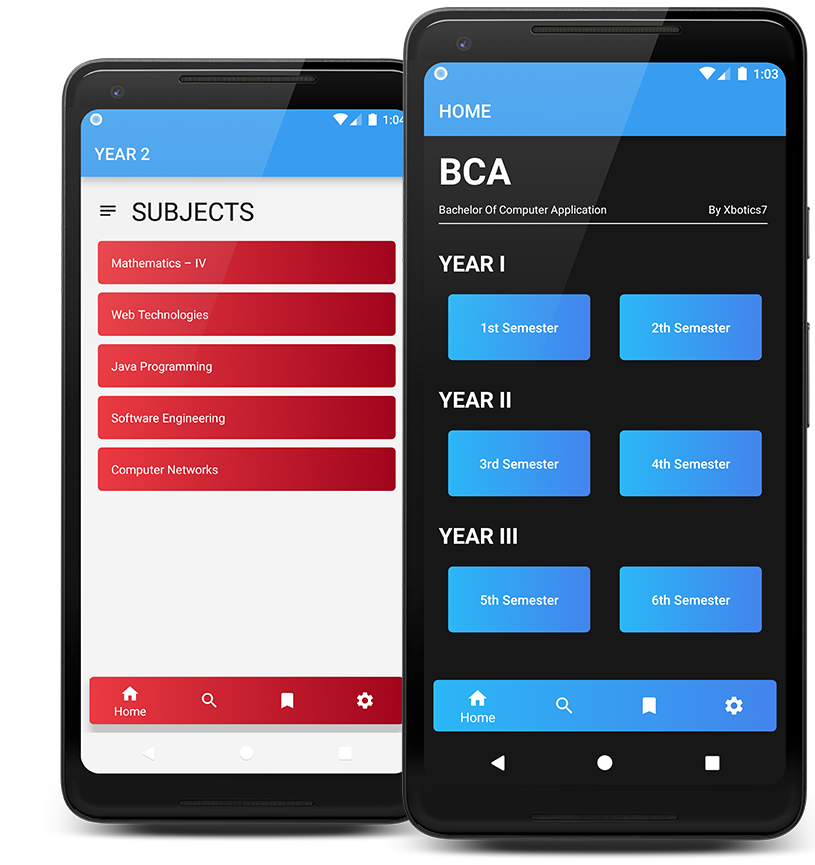 1:04
YEAR 2
SUBJECTS
Mathematics – IV
Web Technologies
Java Programming
Software Engineering
Computer Networks
Home
1:03
HOME
BCA
Bachelor Of Computer Application By Xbotics7
YEAR I
1st Semester 2th Semester
YEAR II
3rd Semester 4th Semester
YEAR III
5th Semester 6th Semester
Home